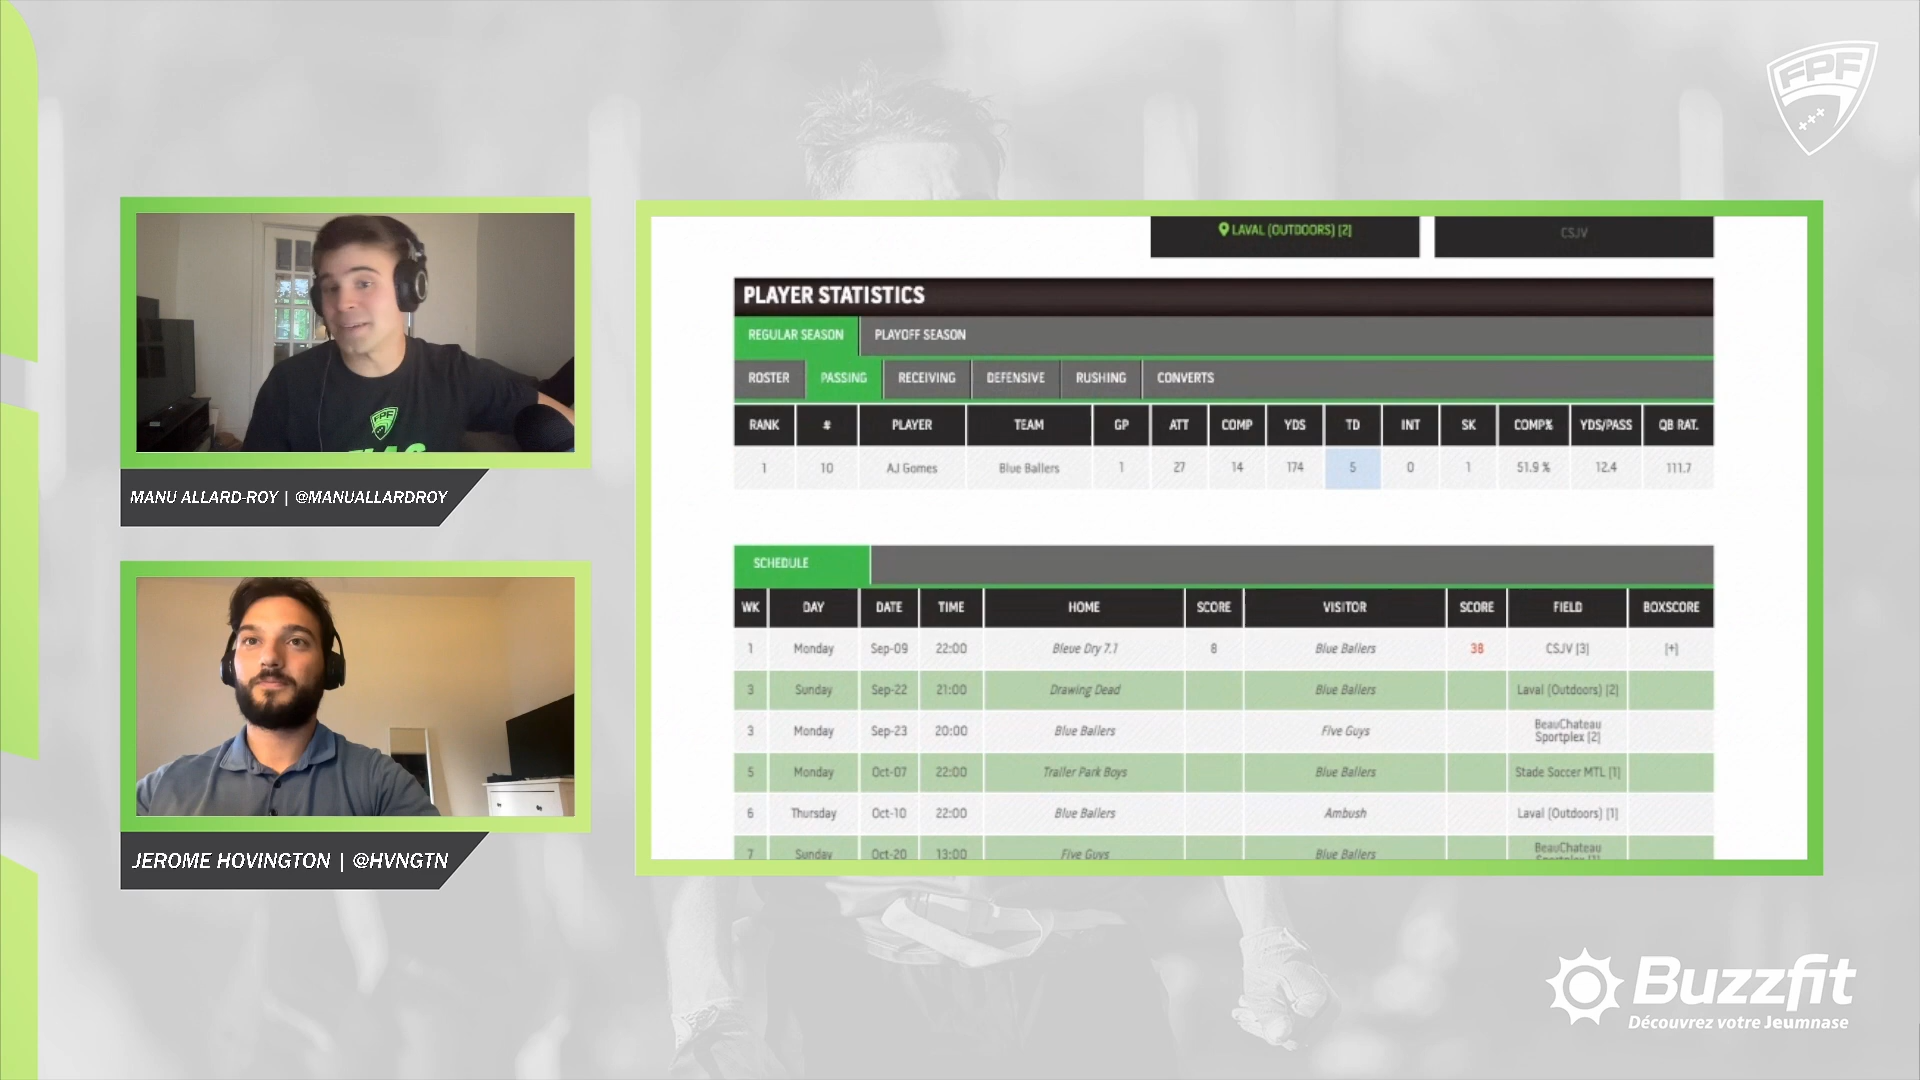 FPF
FPF
MANU ALLARD-ROY | @MANUALLARDROY
JEROME HOVINGTON | @HVNGTN
LAVAL (OUTDOORS) [2]
CSJV
PLAYER STATISTICS
REGULAR SEASON PLAYOFF SEASON
ROSTER PASSING RECEIVING DEFENSIVE RUSHING CONVERTS
RANK # PLAYER TEAM GP ATT COMP YDS TD INT SK COMP% YDS/PASS QB RAT.
1 10 AJ Gomes Blue Ballers 1 27 14 174 5 0 1 51.9 % 12.4 111.7
SCHEDULE
WK DAY DATE TIME HOME SCORE VISITOR SCORE FIELD BOXSCORE
1 Monday Sep-09 22:00 Bleue Dry 7.1 8 Blue Ballers 38 CSJV [3] [+]
3 Sunday Sep-22 21:00 Drawing Dead Blue Ballers Laval (Outdoors) [2]
3 Monday Sep-23 20:00 Blue Ballers Five Guys BeauChateau Sportplex [2]
5 Monday Oct-07 22:00 Trailer Park Boys Blue Ballers Stade Soccer MTL [1]
6 Thursday Oct-10 22:00 Blue Ballers Ambush Laval (Outdoors) [1]
7 Sunday Oct-20 13:00 Five Guys Blue Ballers BeauChateau
Buzzfit
Découvrez votre Jeumnase